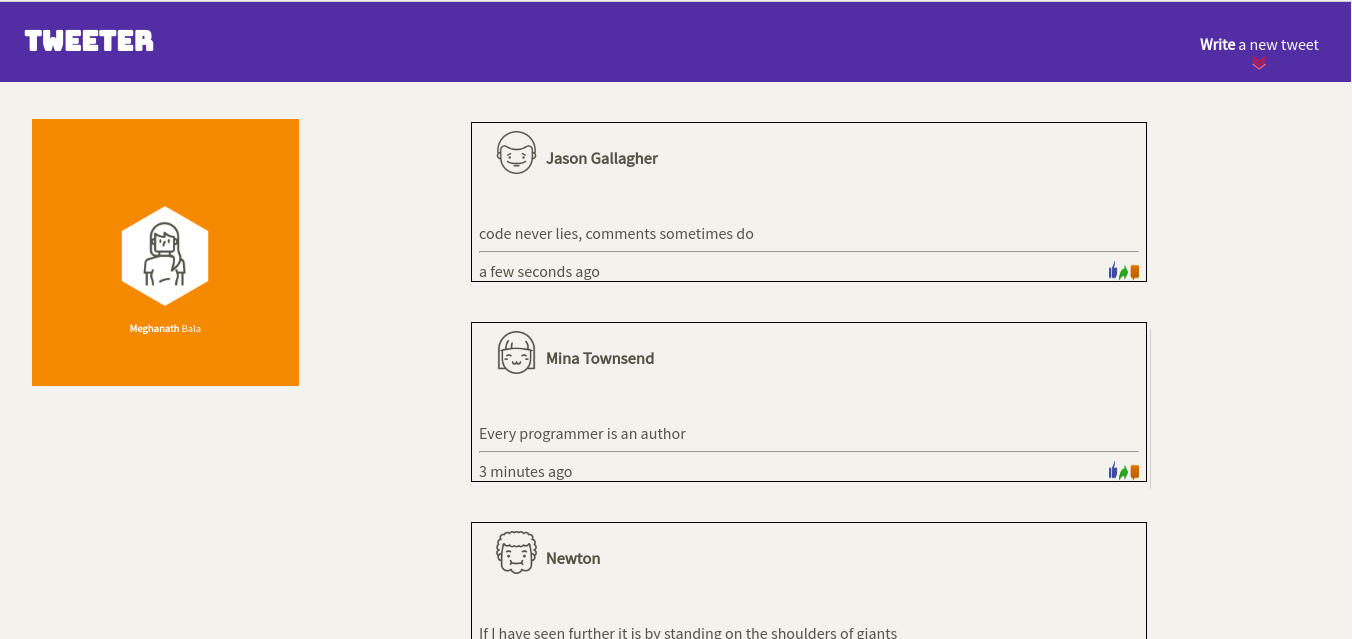 TWEETER
Write a new tweet
Meghanath Bala
Jason Gallagher
code never lies, comments sometimes do
a few seconds ago
Mina Townsend
Every programmer is an author
3 minutes ago
Newton
If I have seen further it is by standing on the shoulders of giants